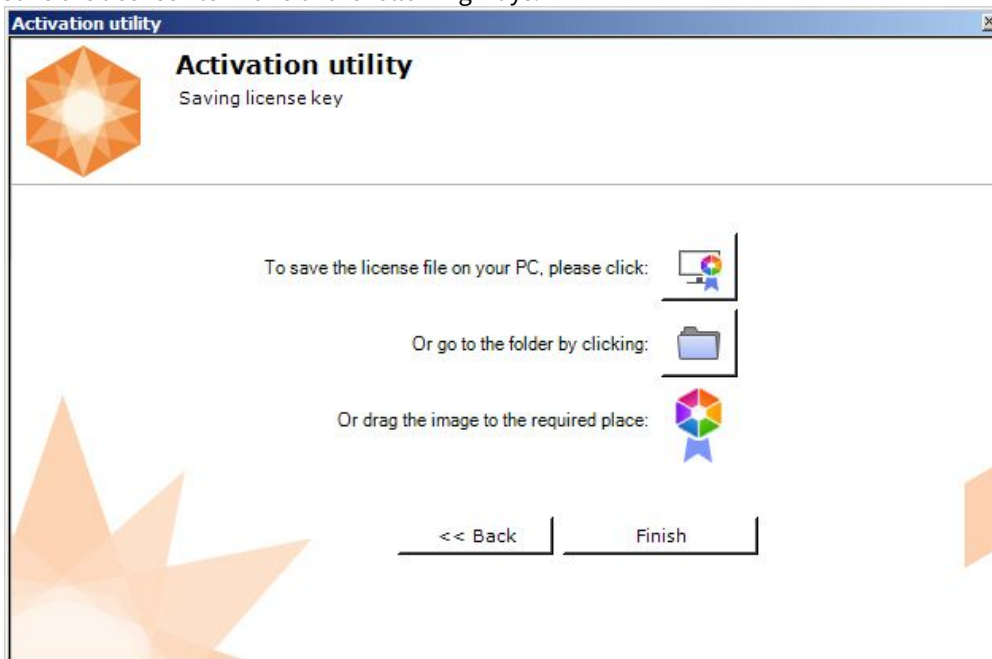 Activation utility
Activation utility
Saving license key
To save the license file on your PC, please click:
Or go to the folder by clicking:
Or drag the image to the required place:
<< Back
Finish